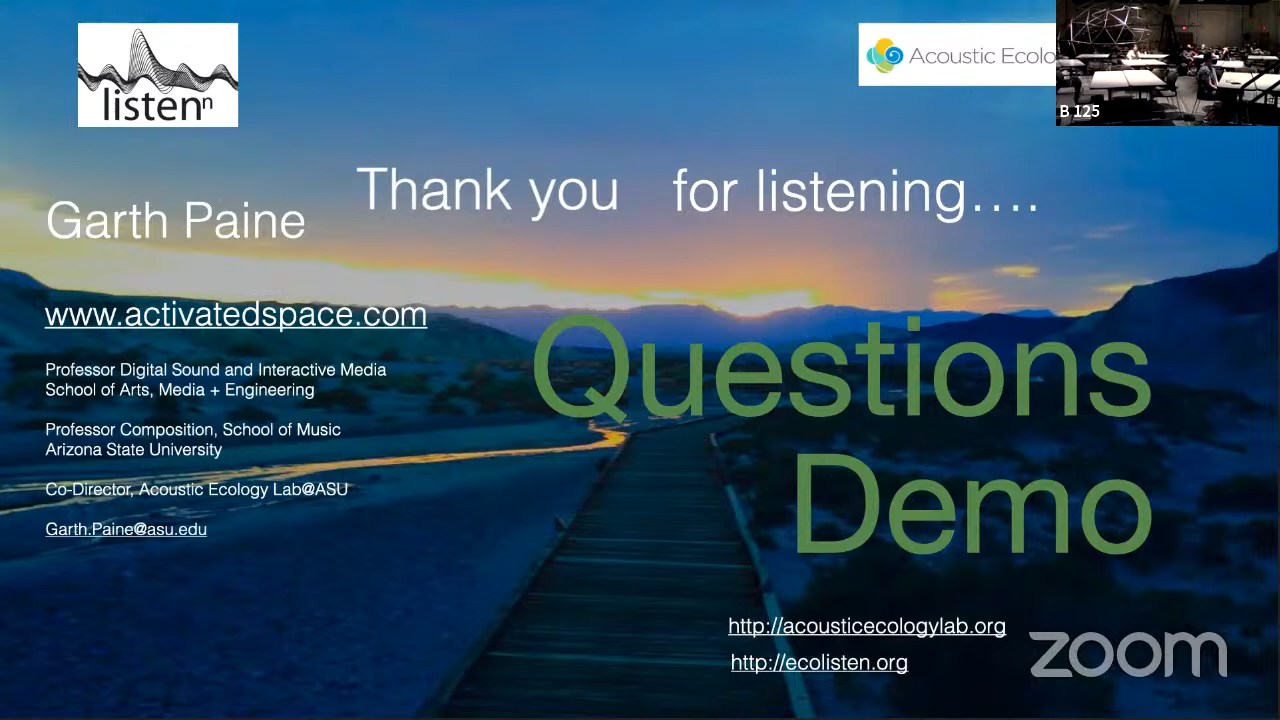 listenⁿ
Acoustic Ecolo
B 125
Thank you for listening....
Garth Paine
www.activatedspace.com
Professor Digital Sound and Interactive Media
School of Arts, Media + Engineering
Professor Composition, School of Music
Arizona State University
Co-Director, Acoustic Ecology Lab@ASU
Garth.Paine@asu.edu
Questions
Demo
http://acousticecologylab.org
http://ecolisten.org
zoom